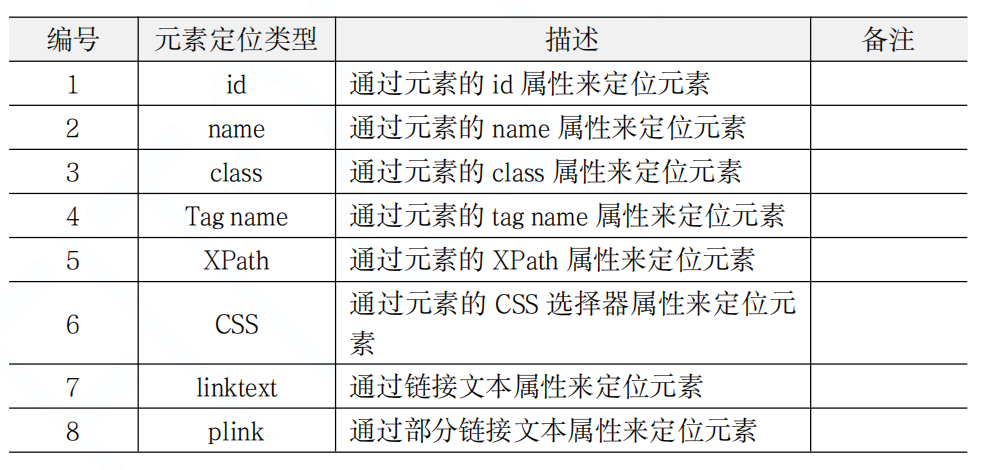 编号 元素定位类型 描述 备注
1 id 通过元素的 id 属性来定位元素
2 name 通过元素的 name 属性来定位元素
3 class 通过元素的 class 属性来定位元素
4 Tag name 通过元素的 tag name 属性来定位元素
5 XPath 通过元素的 XPath 属性来定位元素
6 CSS 通过元素的 CSS 选择器属性来定位元
素
7 linktext 通过链接文本属性来定位元素
8 plink 通过部分链接文本属性来定位元素